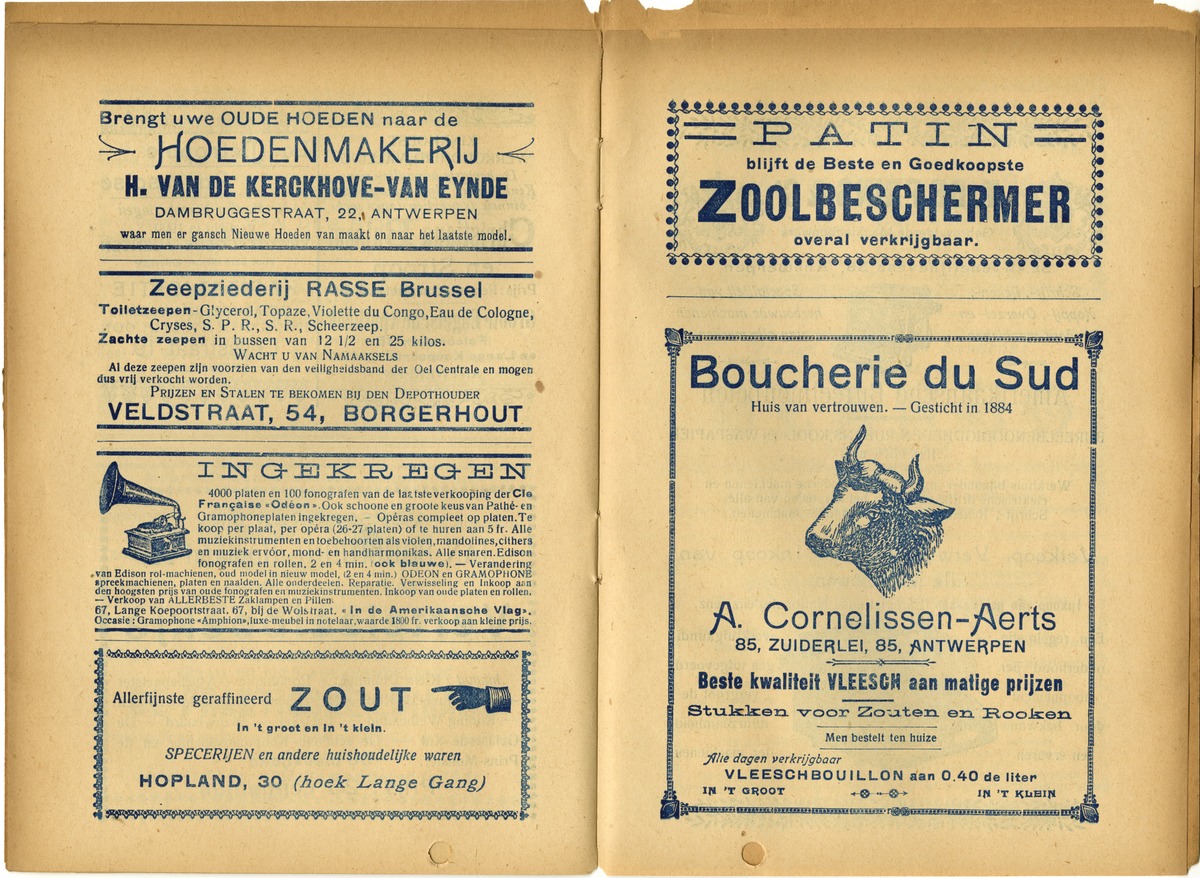 Brengt uwe OUDE HOEDEN naar de
HOEDENMAKERIJ
H. VAN DE KERCKHOVE-VAN EYNDE
DAMBRUGGESTRAAT, 22, ANTWERPEN
waar men er gansch Nieuwe Hoeden van maakt en naar het laatste model.
Zeepziederij RASSE Brussel
Toiletzeepen - Glycerol, Topaze, Violette du Congo, Eau de Cologne,
Cryses, S. P. R., S. R., Scheerzeep.
Zachte zeepen in bussen van 12 1/2 en 25 kilos.
WACHT U VAN NAMAAKSELS
Al deze zeepen zijn voorzien van den veiligheidsband der Oel Centrale en mogen
dus vrij verkocht worden.
PRIJZEN EN STALEN TE BEKOMEN BIJ DEN DEPOTHOUDER
VELDSTRAAT, 54, BORGERHOUT
INGEKREGEN
4000 platen en 100 fonografen van de laatste verkooping der Cie
Française «Odéon». Ook schoone en groote keus van Pathé- en
Gramophoneplaten ingekregen. – Opéras compleet op platen. Te
koop per plaat, per opéra (26-27 platen) of te huren aan 5 fr. Alle
muziekinstrumenten en toebehoorten als violen, mandolines, cithers
en muziek ervóor, mond- en handharmonikas. Alle snaren. Edison
fonografen en rollen, 2 en 4 min. (ook blauwe). — Verandering
van Edison rol-machienen, oud model in nieuw model, (2 en 4 min.) ODEON en GRAMOPHONE
spreekmachienen, platen en naalden. Alle onderdeelen. Reparatie. Verwisseling en Inkoop aan
den hoogsten prijs van oude fonografen en muziekinstrumenten. Inkoop van oude platen en rollen.
— Verkoop van ALLERBESTE Zaklampen en Pillen.
67, Lange Koepoortstraat, 67, bij de Wolstraat. « In de Amerikaansche Vlag».
Occasie : Gramophone «Amphion», luxe-meubel in notelaar, waarde 1800 fr. verkoop aan kleine prijs.
Allerfijnste geraffineerd ZOUT
In 't groot en in 't klein.
SPECERIJEN en andere huishoudelijke waren
HOPLAND, 30 (hoek Lange Gang)
PATIN
blijft de Beste en Goedkoopste
ZOOLBESCHERMER
overal verkrijgbaar.
Boucherie du Sud
Huis van vertrouwen. — Gesticht in 1884
A. Cornelissen-Aerts
85, ZUIDERLEI, 85, ANTWERPEN
Beste kwaliteit VLEESCH aan matige prijzen
Stukken voor Zouten en Rooken
Men bestelt ten huize
Alle dagen verkrijgbaar
VLEESCHBOUILLON aan 0.40 de liter
IN 'T GROOT IN 'T KLEIN